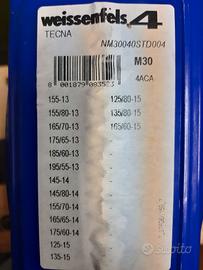 weissenfels 4
TECNA
NM30040STD004
M30
4ACA
8 001879 083523
155-13
125/80-15
155/80-13
135/80-15
165/70-13
165/60-15
175/65-13
185/60-13
195/55-13
145-14
145/80-14
155/70-14
165/65-14
175/60-14
125-15
135-15
subito